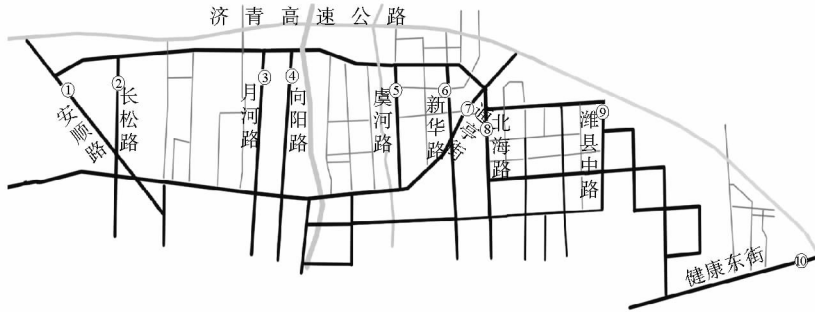 济青高速公路
①
安顺路
②
长松路
③
月河路
④
向阳路
⑤
虞河路
⑥
新华路
⑦
⑧
北海路
⑨
潍县中路
健康东街
⑩